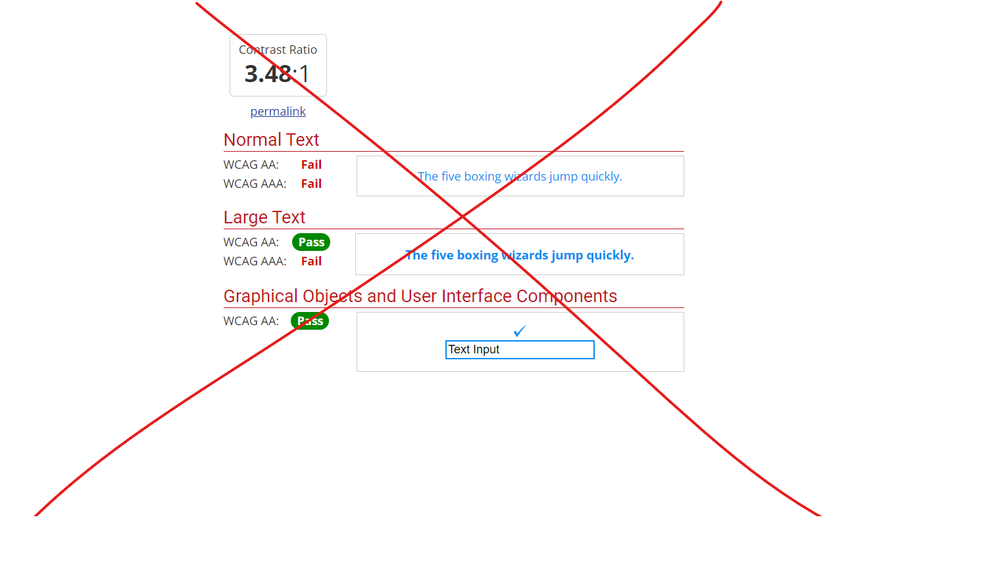 Contrast Ratio
3.48:1
permalink
Normal Text
WCAG AA: Fail
WCAG AAA: Fail
The five boxing wizards jump quickly.
Large Text
WCAG AA: Pass
WCAG AAA: Fail
The five boxing wizards jump quickly.
Graphical Objects and User Interface Components
WCAG AA: Pass
✓
Text Input